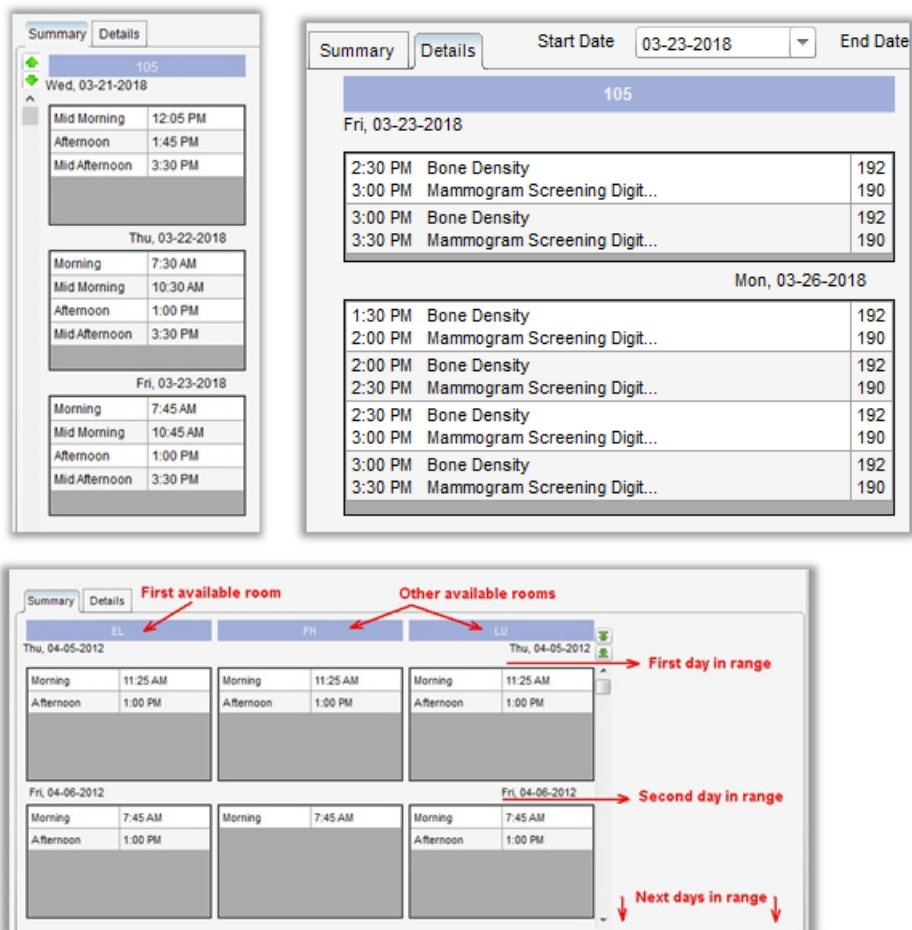 Summary Details
105
Wed, 03-21-2018
Mid Morning 12:05 PM
Afternoon 1:45 PM
Mid Afternoon 3:30 PM
Thu, 03-22-2018
Morning 7:30 AM
Mid Morning 10:30 AM
Afternoon 1:00 PM
Mid Afternoon 3:30 PM
Fri, 03-23-2018
Morning 7:45 AM
Mid Morning 10:45 AM
Afternoon 1:00 PM
Mid Afternoon 3:30 PM
Summary Details Start Date 03-23-2018 End Date
105
Fri, 03-23-2018
2:30 PM Bone Density 192
3:00 PM Mammogram Screening Digit... 190
3:00 PM Bone Density 192
3:30 PM Mammogram Screening Digit... 190
Mon, 03-26-2018
1:30 PM Bone Density 192
2:00 PM Mammogram Screening Digit... 190
2:00 PM Bone Density 192
2:30 PM Mammogram Screening Digit... 190
2:30 PM Bone Density 192
3:00 PM Mammogram Screening Digit... 190
3:00 PM Bone Density 192
3:30 PM Mammogram Screening Digit... 190
Summary Details First available room Other available rooms
EL FH LU
Thu, 04-05-2012 Thu, 04-05-2012
First day in range
Morning 11:25 AM Morning 11:25 AM Morning 11:25 AM
Afternoon 1:00 PM Afternoon 1:00 PM Afternoon 1:00 PM
Fri, 04-06-2012 Fri, 04-06-2012 Second day in range
Morning 7:45 AM Morning 7:45 AM Morning 7:45 AM
Afternoon 1:00 PM Afternoon 1:00 PM
Next days in range